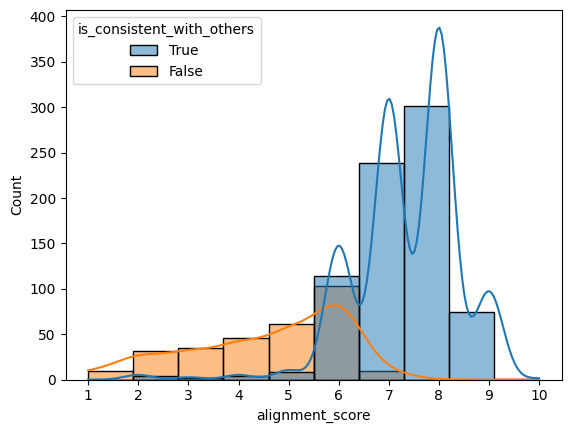 is_consistent_with_others
True
False
400
350
300
250
200
150
100
50
0
Count
1 2 3 4 5 6 7 8 9 10
alignment_score